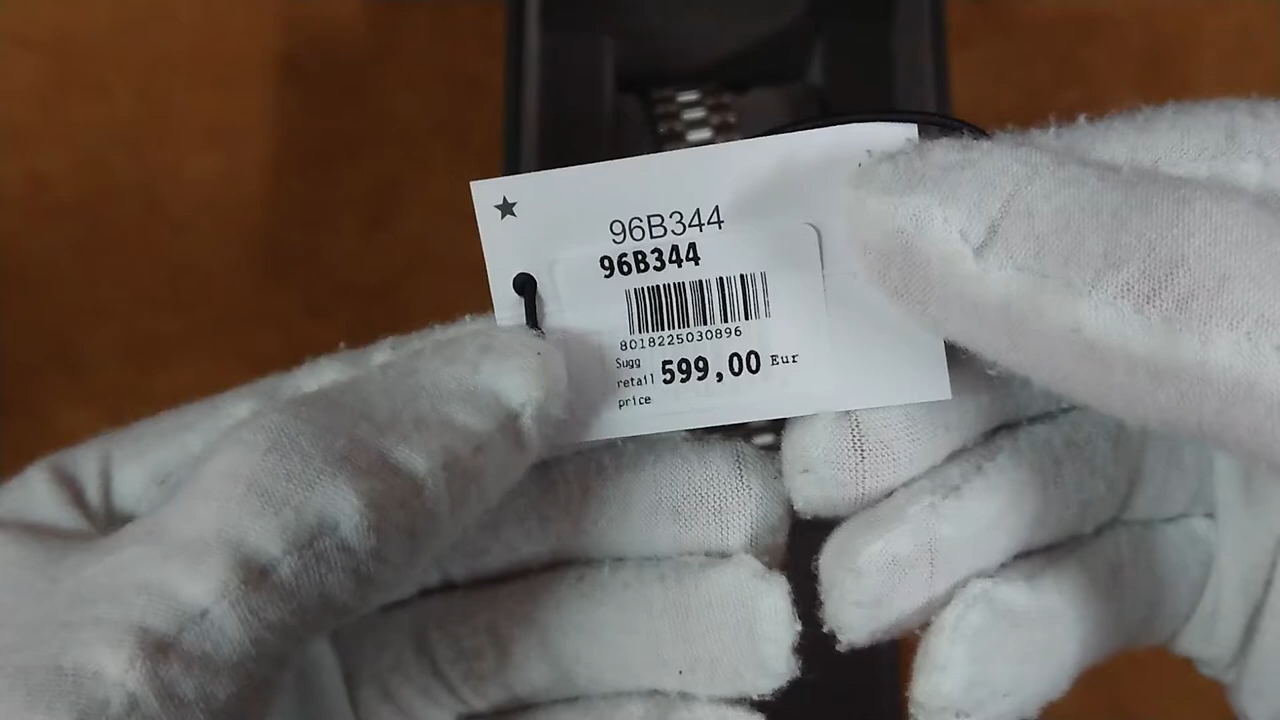 96B344
96B344
8018225030896
Sugg
retail 599,00 Eur
price